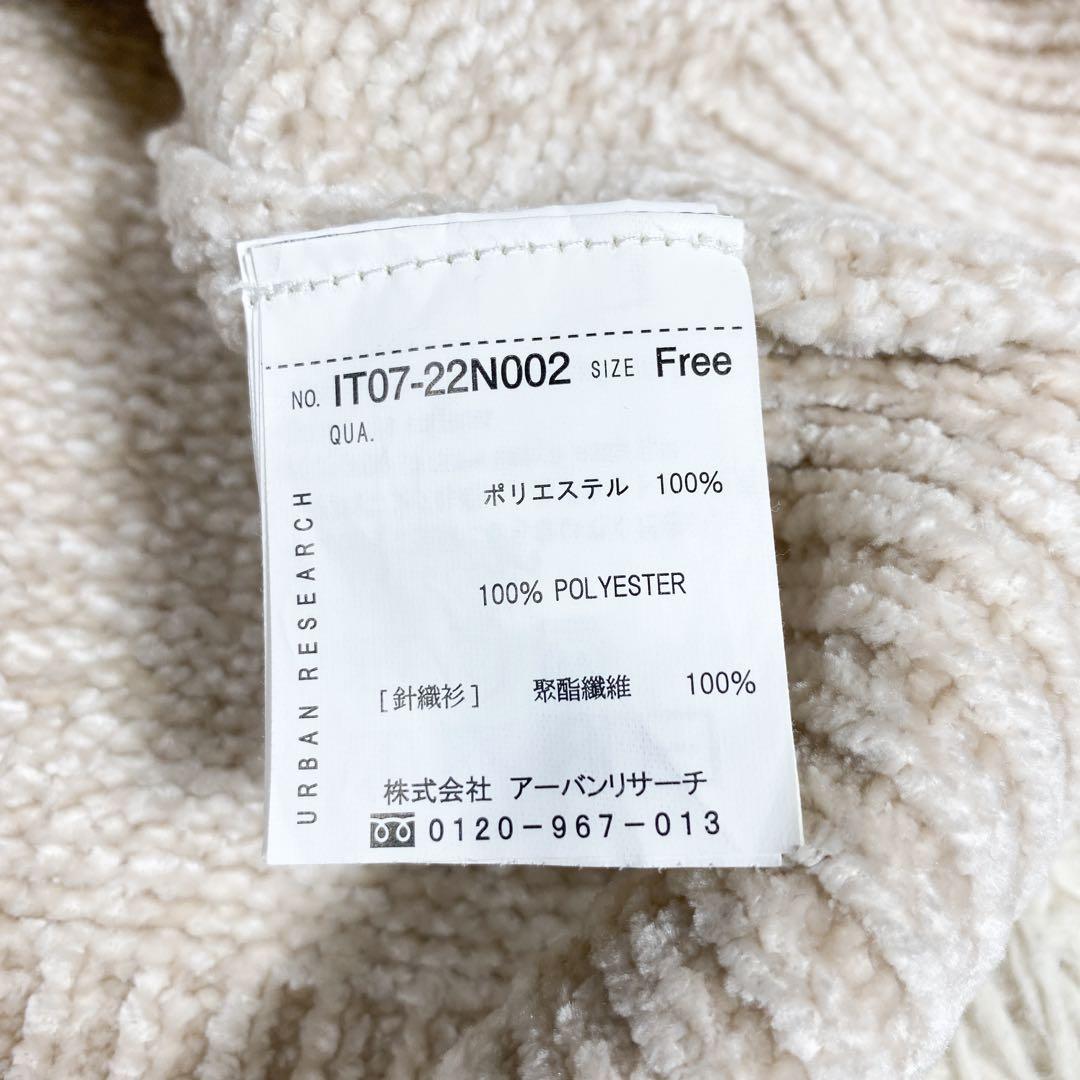 NO. IT07-22N002 SIZE Free
QUA.
ポリエステル 100%
100% POLYESTER
[針織衫] 聚酯纖維 100%
株式会社 アーバンリサーチ
0120-967-013
URBAN RESEARCH